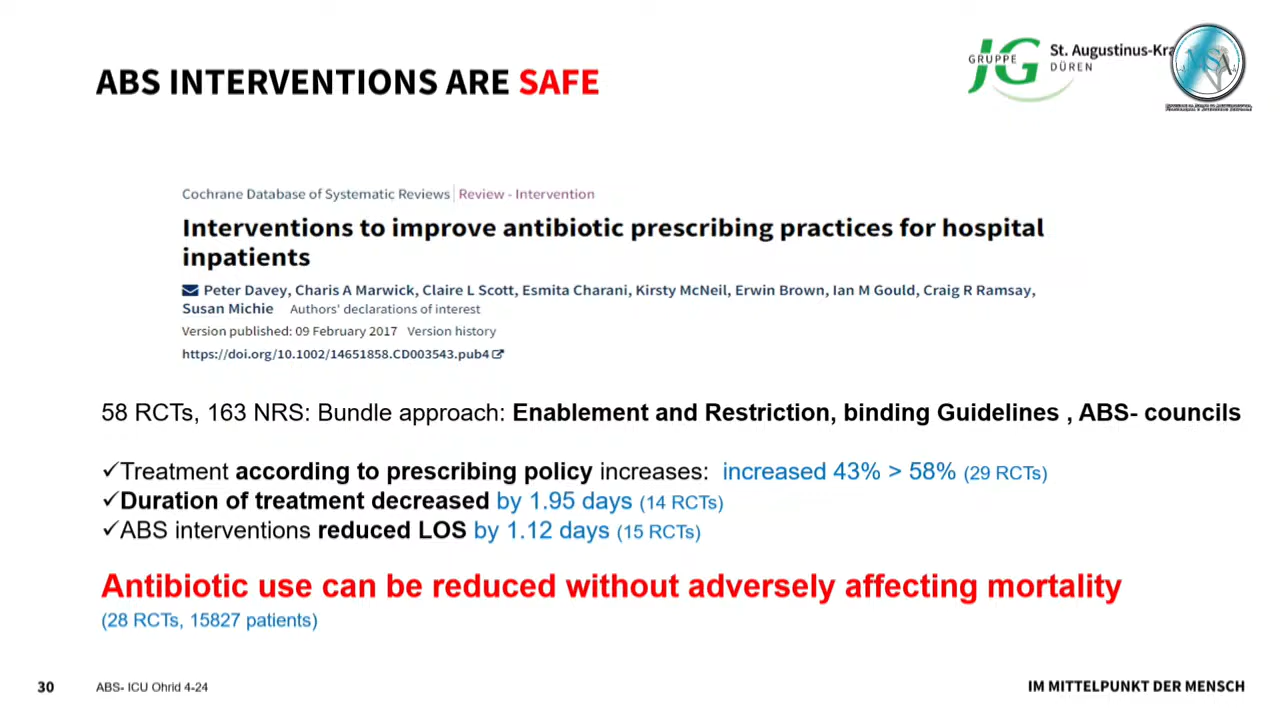 ABS INTERVENTIONS ARE SAFE
GRUPPE JG
St. Augustinus-Kra
DÜREN
MSA
Cochrane Database of Systematic Reviews | Review - Intervention
Interventions to improve antibiotic prescribing practices for hospital
inpatients
Peter Davey, Charis A Marwick, Claire L Scott, Esmita Charani, Kirsty McNeil, Erwin Brown, Ian M Gould, Craig R Ramsay,
Susan Michie Authors' declarations of interest
Version published: 09 February 2017 Version history
https://doi.org/10.1002/14651858.CD003543.pub4
58 RCTs, 163 NRS: Bundle approach: Enablement and Restriction, binding Guidelines , ABS- councils
✓Treatment according to prescribing policy increases: increased 43% > 58% (29 RCTs)
✓Duration of treatment decreased by 1.95 days (14 RCTs)
✓ABS interventions reduced LOS by 1.12 days (15 RCTs)
Antibiotic use can be reduced without adversely affecting mortality
(28 RCTs, 15827 patients)
30
ABS- ICU Ohrid 4-24
IM MITTELPUNKT DER MENSCH